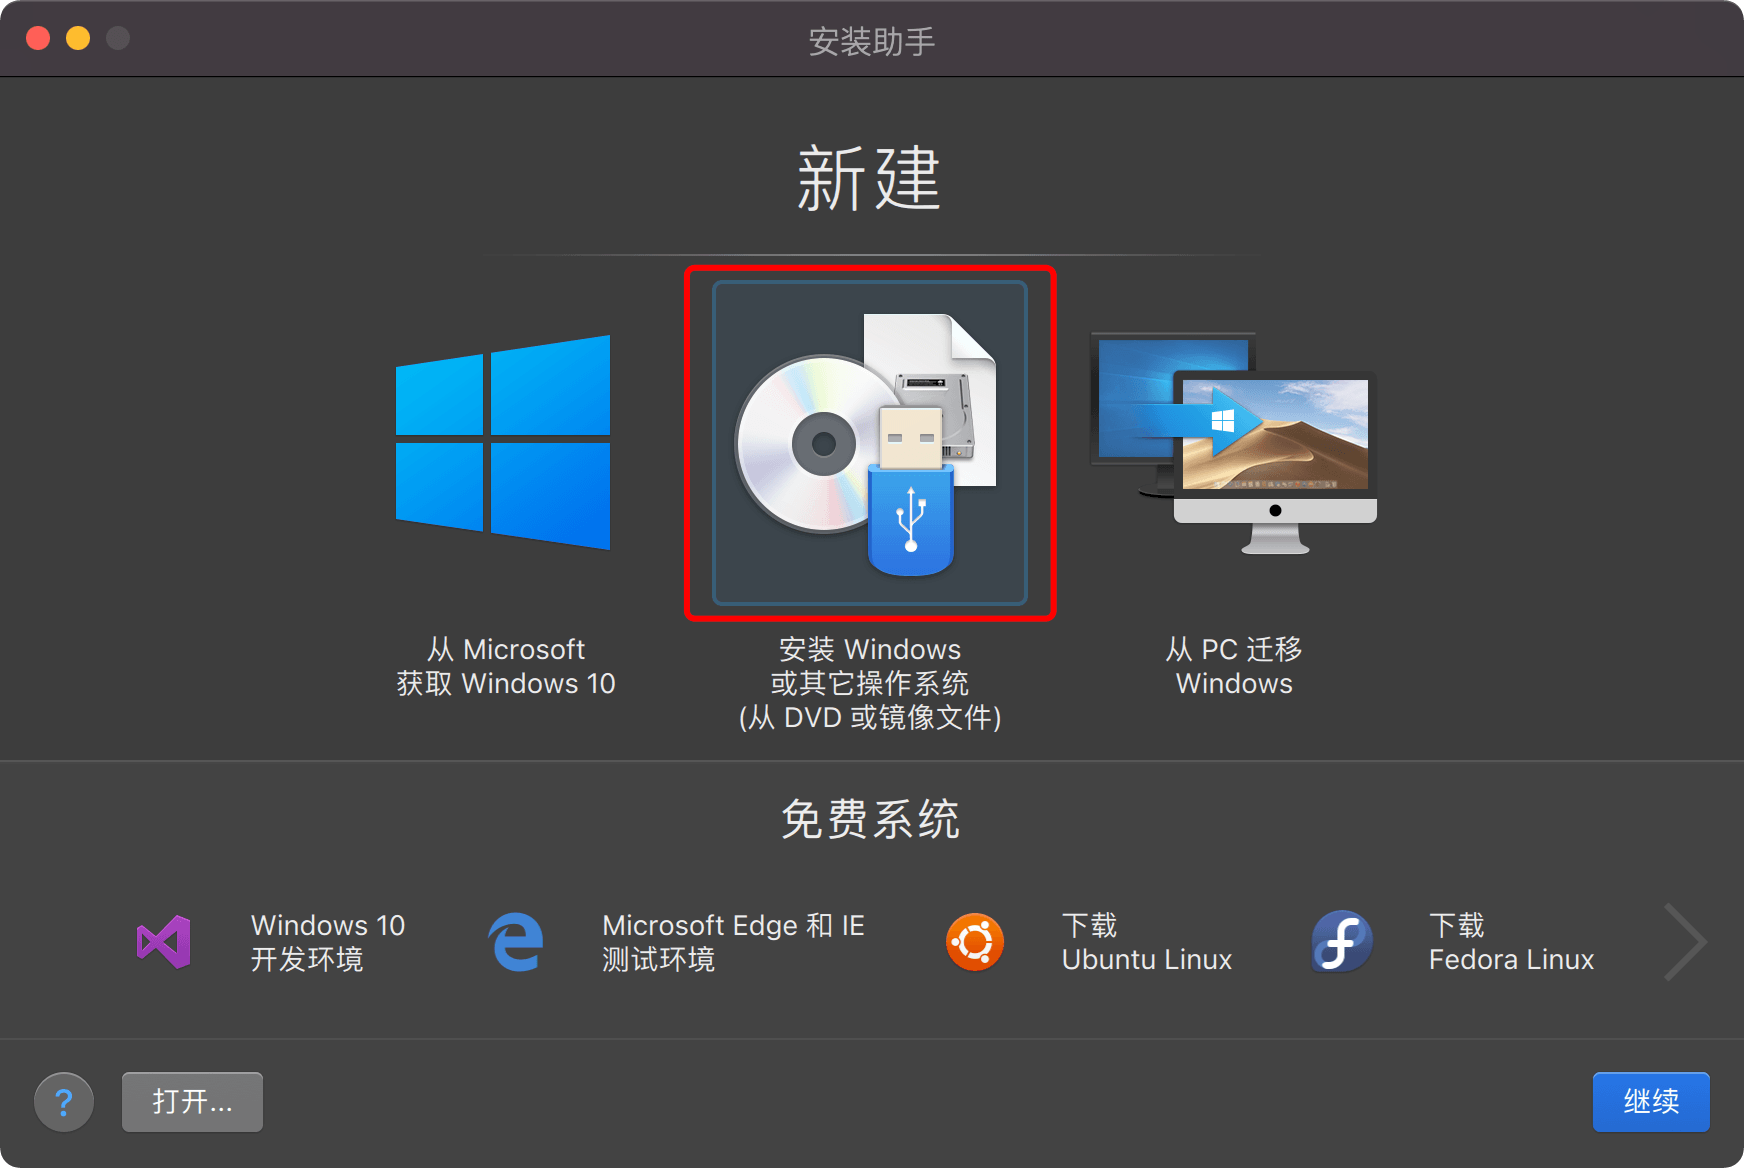 安装助手
新建
从 Microsoft
获取 Windows 10
安装 Windows
或其它操作系统
(从 DVD 或镜像文件)
从 PC 迁移
Windows
免费系统
Windows 10
开发环境
Microsoft Edge 和 IE
测试环境
下载
Ubuntu Linux
下载
Fedora Linux
?
打开...
继续